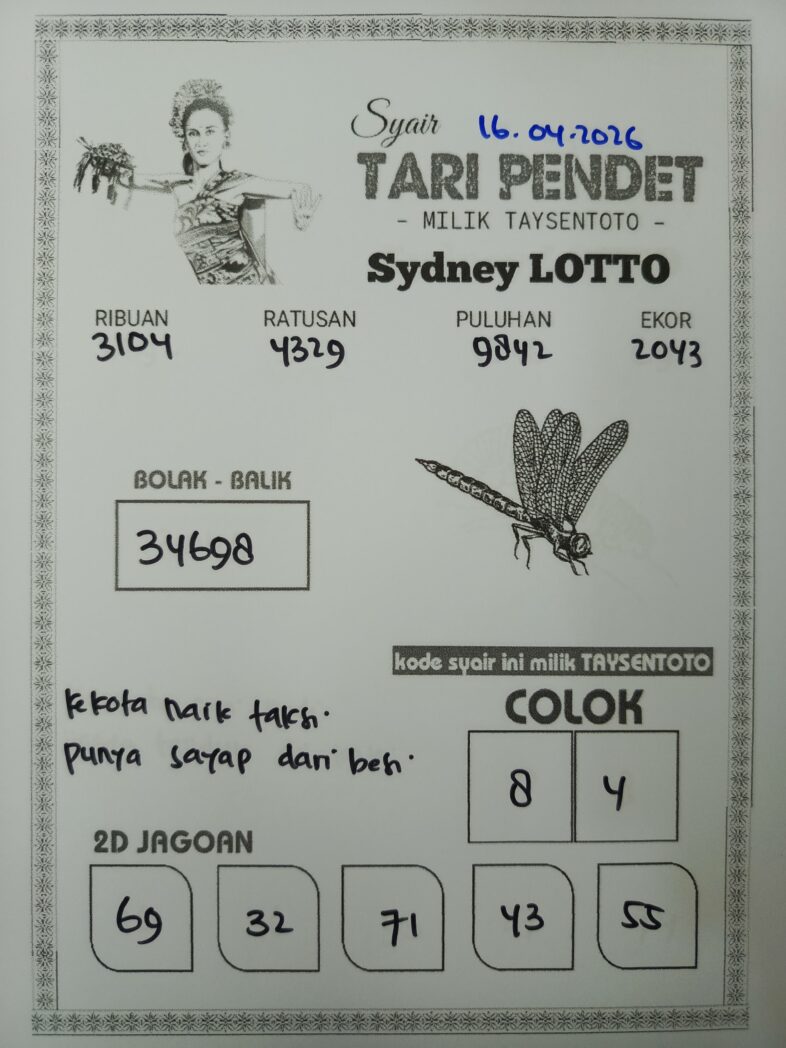 Syair 16.04.2026
TARI PENDET
- MILIK TAYSENTOTO -
Sydney LOTTO
RIBUAN RATUSAN PULUHAN EKOR
3104 4329 9842 2043
BOLAK - BALIK
34698
kode syair ini milik TAYSENTOTO
kekota naik taksi.
punya sayap dari besi.
COLOK
8 4
2D JAGOAN
69 32 71 43 55